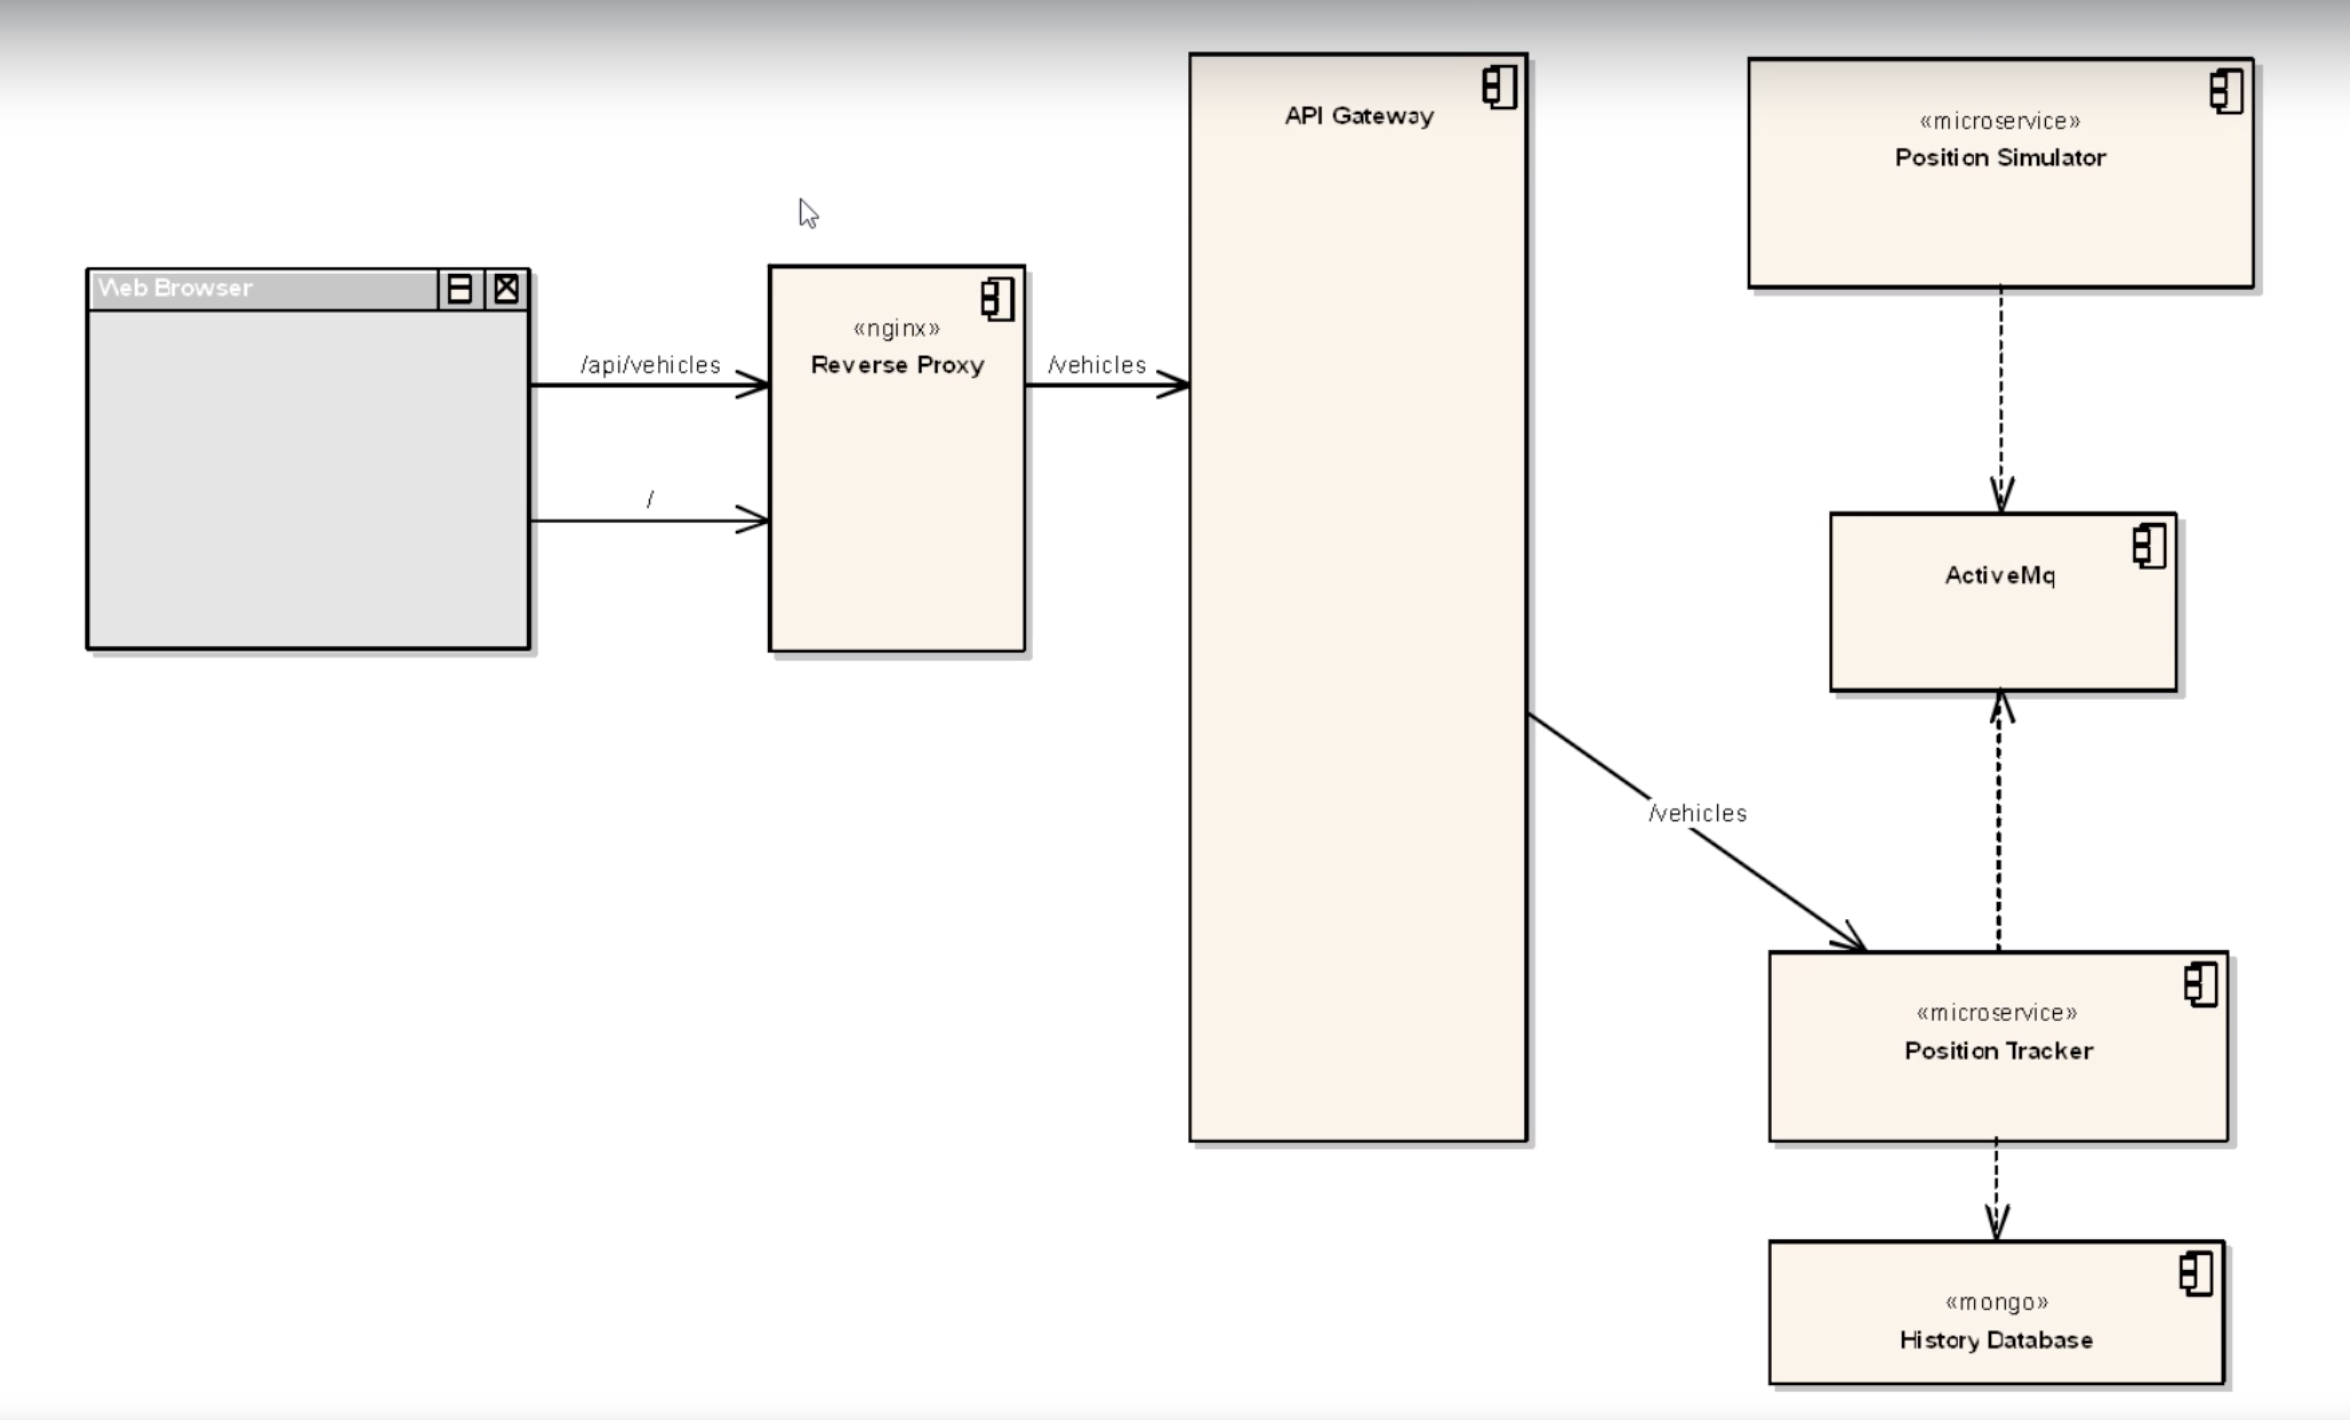 API Gateway
«microservice»
Position Simulator
Web Browser
«nginx»
Reverse Proxy
/api/vehicles
/vehicles
/
ActiveMq
/vehicles
«microservice»
Position Tracker
«mongo»
History Database